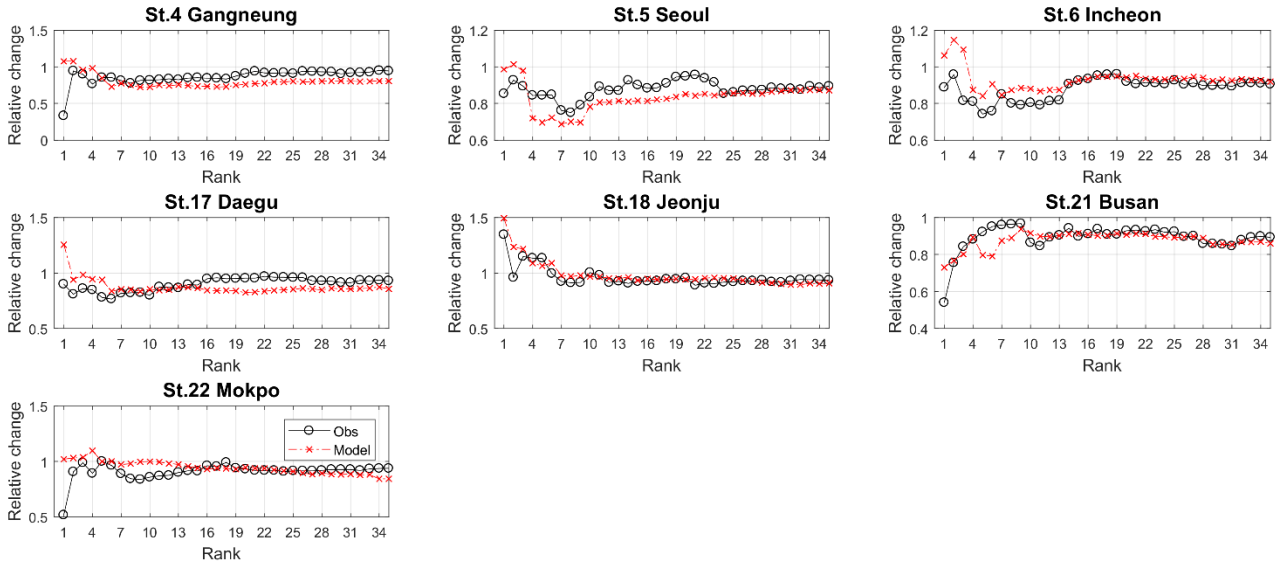 St.4 Gangneung
Relative change
1.5
1
0.5
0
1 4 7 10 13 16 19 22 25 28 31 34
Rank
St.5 Seoul
Relative change
1.2
1
0.8
0.6
1 4 7 10 13 16 19 22 25 28 31 34
Rank
St.6 Incheon
Relative change
1.2
1
0.8
0.6
1 4 7 10 13 16 19 22 25 28 31 34
Rank
St.17 Daegu
Relative change
1.5
1
0.5
1 4 7 10 13 16 19 22 25 28 31 34
Rank
St.18 Jeonju
Relative change
1.5
1
0.5
1 4 7 10 13 16 19 22 25 28 31 34
Rank
St.21 Busan
Relative change
1
0.8
0.6
0.4
1 4 7 10 13 16 19 22 25 28 31 34
Rank
St.22 Mokpo
Relative change
1.5
1
0.5
Obs
Model
1 4 7 10 13 16 19 22 25 28 31 34
Rank